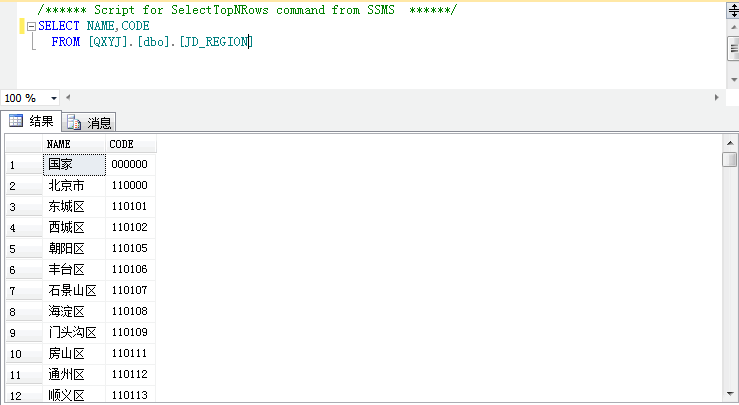 /****** Script for SelectTopNRows command from SSMS  ******/
SELECT NAME,CODE
  FROM [QXYJ].[dbo].[JD_REGION]
100 %
结果 消息
NAME CODE
1 国家 000000
2 北京市 110000
3 东城区 110101
4 西城区 110102
5 朝阳区 110105
6 丰台区 110106
7 石景山区 110107
8 海淀区 110108
9 门头沟区 110109
10 房山区 110111
11 通州区 110112
12 顺义区 110113